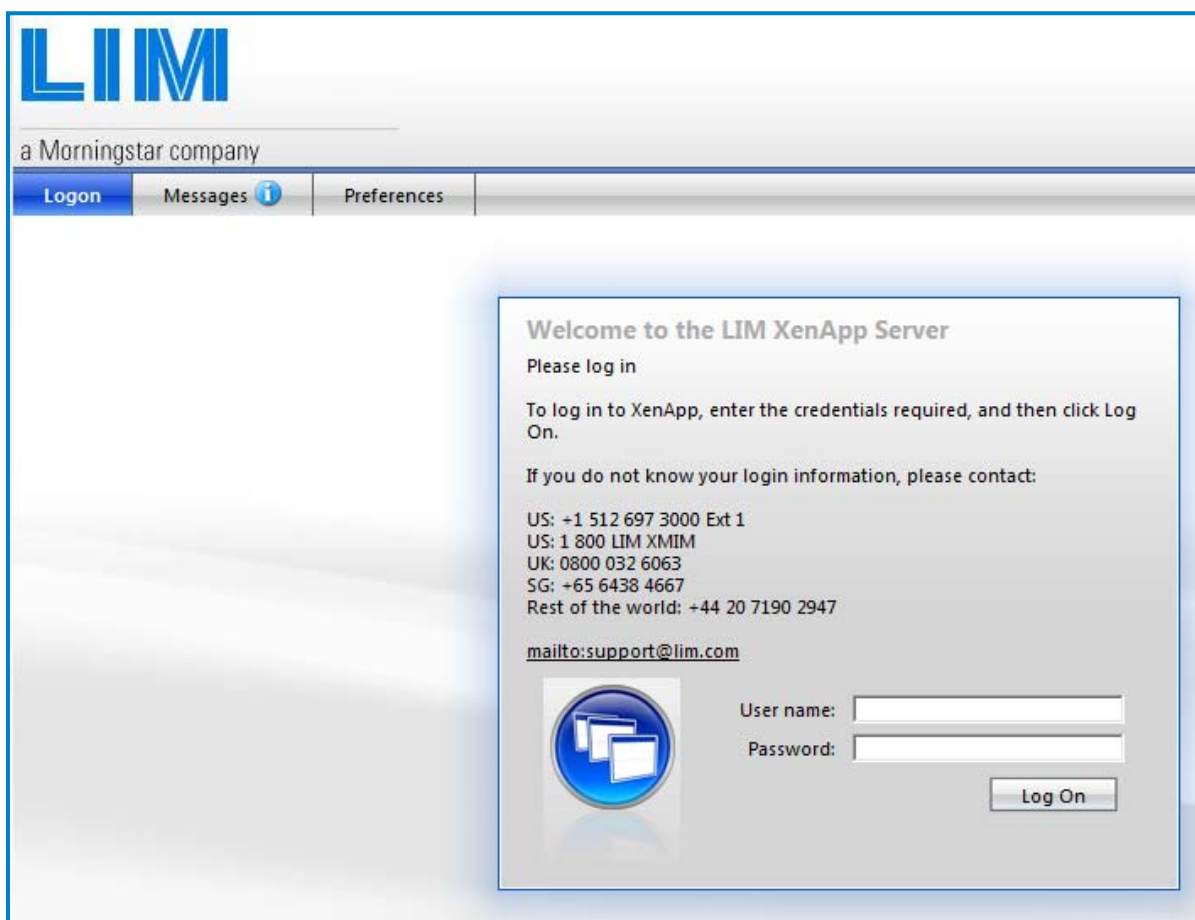 LIM
a Morningstar company
Logon Messages Preferences
Welcome to the LIM XenApp Server
Please log in
To log in to XenApp, enter the credentials required, and then click Log
On.
If you do not know your login information, please contact:
US: +1 512 697 3000 Ext 1
US: 1 800 LIM XMIM
UK: 0800 032 6063
SG: +65 6438 4667
Rest of the world: +44 20 7190 2947
mailto:support@lim.com
User name:
Password:
Log On